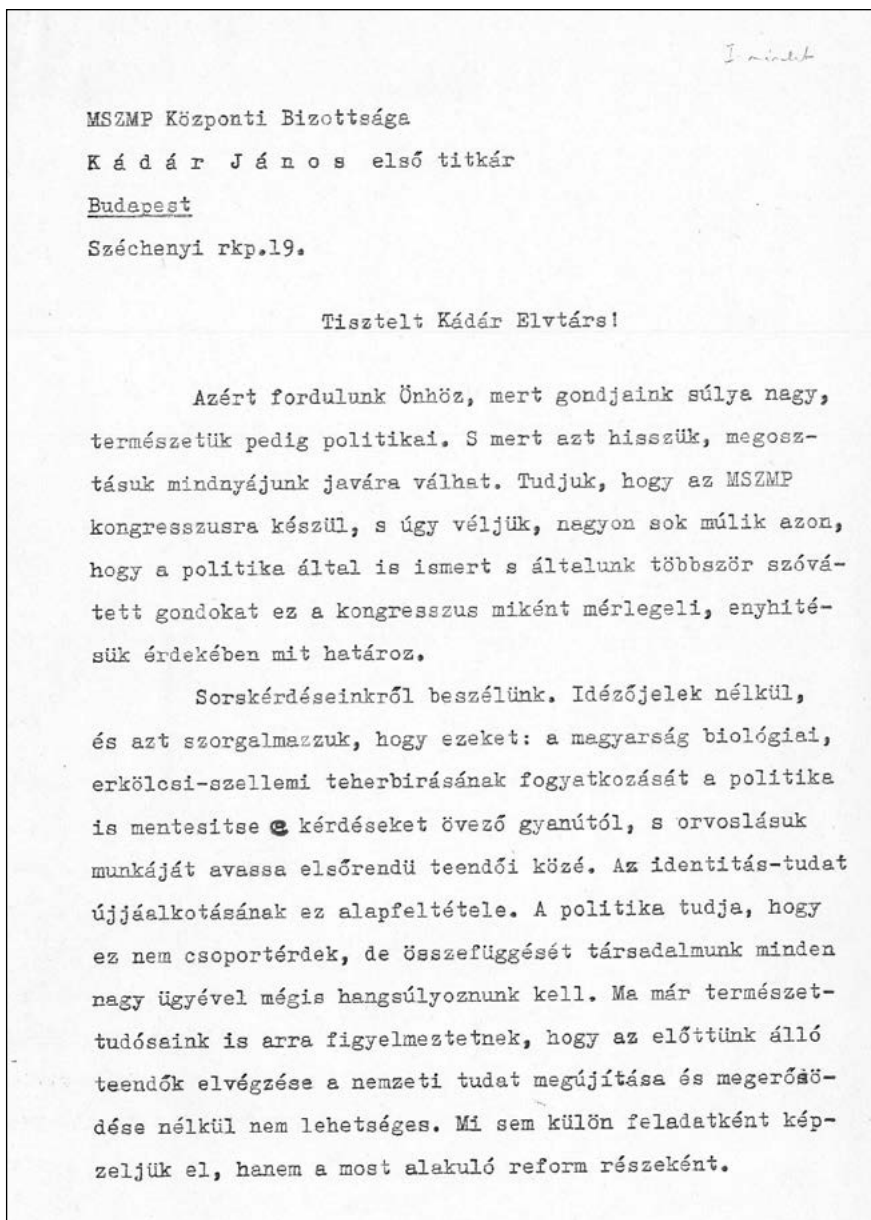 MSZMP Központi Bizottsága
K á d á r  J á n o s  első titkár
Budapest
Széchenyi rkp.19.
Tisztelt Kádár Elvtárs!
Azért fordulunk Önhöz, mert gondjaink súlya nagy,
természetük pedig politikai. S mert azt hisszük, megosz-
tásuk mindnyájunk javára válhat. Tudjuk, hogy az MSZMP
kongresszusra készül, s úgy véljük, nagyon sok múlik azon,
hogy a politika által is ismert s általunk többször szóvá-
tett gondokat ez a kongresszus miként mérlegeli, enyhité-
sük érdekében mit határoz.
Sorskérdéseinkről beszélünk. Idézőjelek nélkül,
és azt szorgalmazzuk, hogy ezeket: a magyarság biológiai,
erkölcsi-szellemi teherbirásának fogyatkozását a politika
is mentesitse e kérdéseket övező gyanútól, s orvoslásuk
munkáját avassa elsőrendü teendői közé. Az identitás-tudat
újjáalkotásának ez alapfeltétele. A politika tudja, hogy
ez nem csoportérdek, de összefüggését társadalmunk minden
nagy ügyével mégis hangsúlyoznunk kell. Ma már természet-
tudósaink is arra figyelmeztetnek, hogy az előttünk álló
teendők elvégzése a nemzeti tudat megújítása és megerősö-
dése nélkül nem lehetséges. Mi sem külön feladatként kép-
zeljük el, hanem a most alakuló reform részeként.